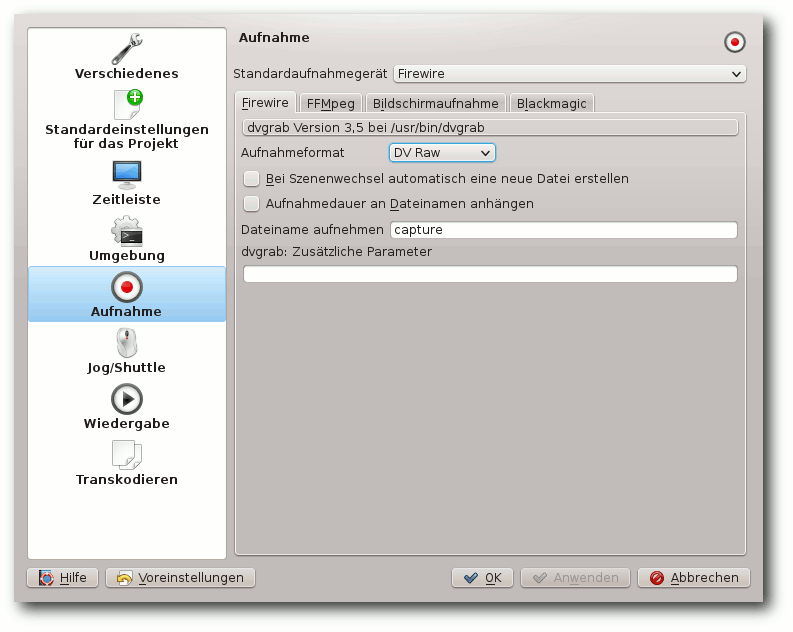 Verschiedenes
Standardeinstellungen
für das Projekt
Zeitleiste
Umgebung
Aufnahme
Jog/Shuttle
Wiedergabe
Transkodieren
Aufnahme
Standardaufnahmegerät Firewire
Firewire FFMpeg Bildschirmaufnahme Blackmagic
dvgrab Version 3,5 bei /usr/bin/dvgrab
Aufnahmeformat DV Raw
Bei Szenenwechsel automatisch eine neue Datei erstellen
Aufnahmedauer an Dateinamen anhängen
Dateiname aufnehmen capture
dvgrab: Zusätzliche Parameter
Hilfe Voreinstellungen OK Anwenden Abbrechen